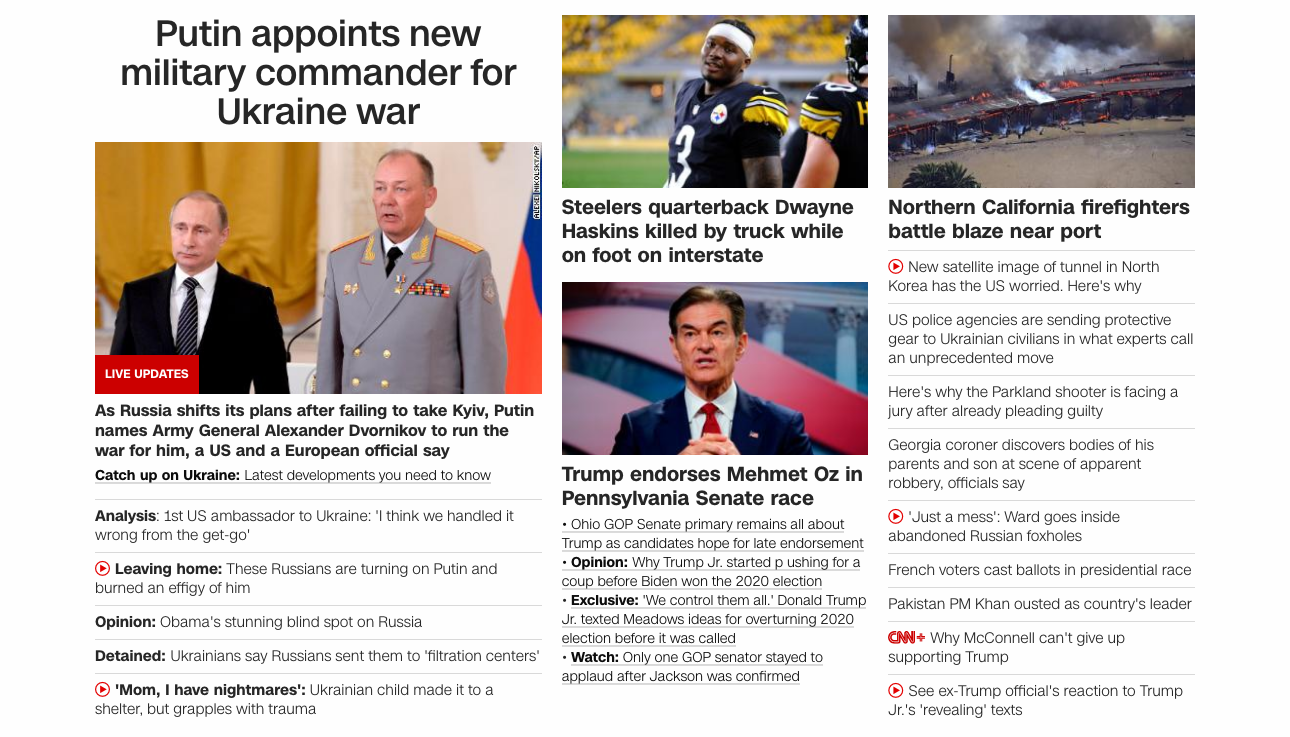 Putin appoints new
military commander for
Ukraine war
ALEXEI NIKOLSKY/AP
LIVE UPDATES
As Russia shifts its plans after failing to take Kyiv, Putin
names Army General Alexander Dvornikov to run the
war for him, a US and a European official say
Catch up on Ukraine: Latest developments you need to know
Analysis: 1st US ambassador to Ukraine: 'I think we handled it
wrong from the get-go'
Leaving home: These Russians are turning on Putin and
burned an effigy of him
Opinion: Obama's stunning blind spot on Russia
Detained: Ukrainians say Russians sent them to 'filtration centers'
'Mom, I have nightmares': Ukrainian child made it to a
shelter, but grapples with trauma
3
Steelers quarterback Dwayne
Haskins killed by truck while
on foot on interstate
Trump endorses Mehmet Oz in
Pennsylvania Senate race
• Ohio GOP Senate primary remains all about
Trump as candidates hope for late endorsement
• Opinion: Why Trump Jr. started p ushing for a
coup before Biden won the 2020 election
• Exclusive: 'We control them all.' Donald Trump
Jr. texted Meadows ideas for overturning 2020
election before it was called
• Watch: Only one GOP senator stayed to
applaud after Jackson was confirmed
Northern California firefighters
battle blaze near port
New satellite image of tunnel in North
Korea has the US worried. Here's why
US police agencies are sending protective
gear to Ukrainian civilians in what experts call
an unprecedented move
Here's why the Parkland shooter is facing a
jury after already pleading guilty
Georgia coroner discovers bodies of his
parents and son at scene of apparent
robbery, officials say
'Just a mess': Ward goes inside
abandoned Russian foxholes
French voters cast ballots in presidential race
Pakistan PM Khan ousted as country's leader
CNN+ Why McConnell can't give up
supporting Trump
See ex-Trump official's reaction to Trump
Jr.'s 'revealing' texts